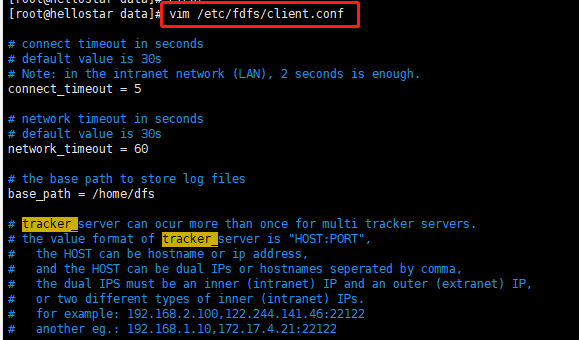 [root@hellostar data]# vim /etc/fdfs/client.conf
# connect timeout in seconds
# default value is 30s
# Note: in the intranet network (LAN), 2 seconds is enough.
connect_timeout = 5
# network timeout in seconds
# default value is 30s
network_timeout = 60
# the base path to store log files
base_path = /home/dfs
# tracker_server can ocur more than once for multi tracker servers.
# the value format of tracker_server is "HOST:PORT",
#   the HOST can be hostname or ip address,
#   and the HOST can be dual IPs or hostnames seperated by comma,
#   the dual IPS must be an inner (intranet) IP and an outer (extranet) IP,
#   or two different types of inner (intranet) IPs.
#   for example: 192.168.2.100,122.244.141.46:22122
#   another eg.: 192.168.1.10,172.17.4.21:22122